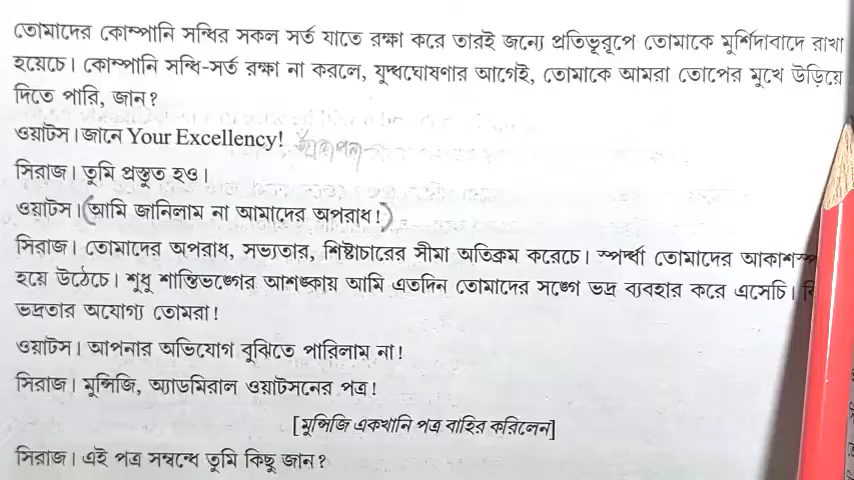 তোমাদের কোম্পানি সন্ধির সকল সর্ত যাতে রক্ষা করে তারই জন্যে প্রতিভূরূপে তোমাকে মুর্শিদাবাদে রাখা
হয়েচে। কোম্পানি সন্ধি-সর্ত রক্ষা না করলে, যুদ্ধঘোষণার আগেই, তোমাকে আমরা তোপের মুখে উড়িয়ে
দিতে পারি, জান?
ওয়াটস। জানে Your Excellency!
সিরাজ। তুমি প্রস্তুত হও।
ওয়াটস। (আমি জানিলাম না আমাদের অপরাধ!)
সিরাজ। তোমাদের অপরাধ, সভ্যতার, শিষ্টাচারের সীমা অতিক্রম করেচে। স্পর্ধা তোমাদের
হয়ে উঠেচে। শুধু শান্তিভঙ্গের আশঙ্কায় আমি এতদিন তোমাদের সঙ্গে ভদ্র ব্যবহার করে এসেচি।
ভদ্রতার অযোগ্য তোমরা!
ওয়াটস। আপনার অভিযোগ বুঝিতে পারিলাম না!
সিরাজ। মুন্সিজি, অ্যাডমিরাল ওয়াটসনের পত্র!
[মুন্সিজি একখানি পত্র বাহির করিলেন]
সিরাজ। এই পত্র সম্বন্ধে তুমি কিছু জান?